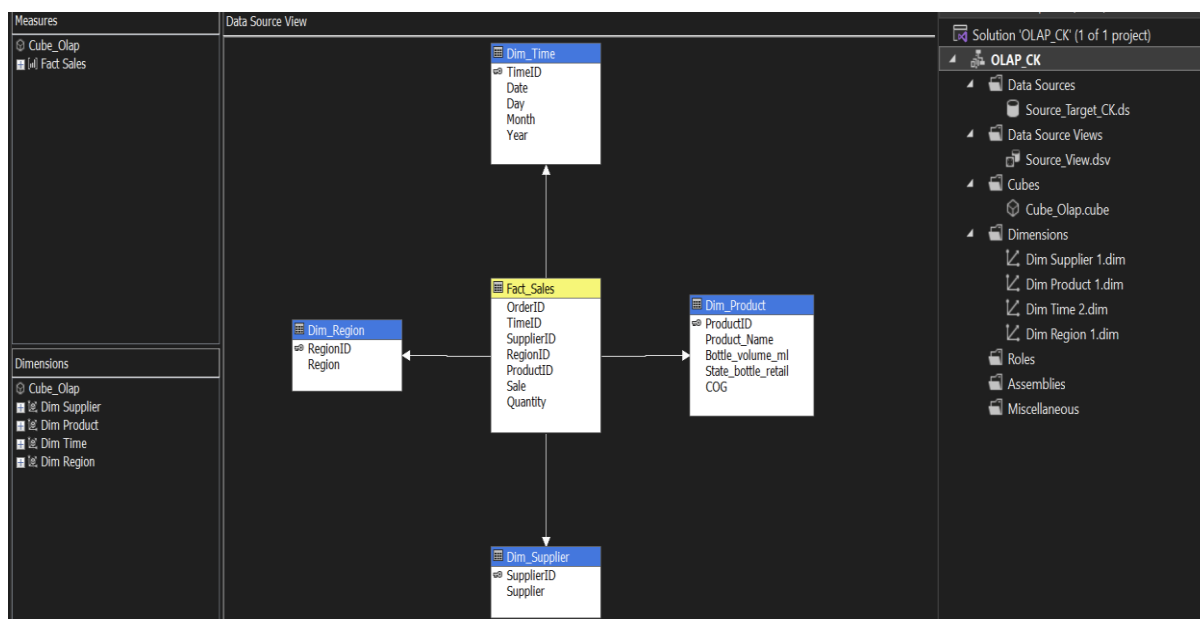 Measures
Cube_Olap
Fact Sales
Dimensions
Cube_Olap
Dim Supplier
Dim Product
Dim Time
Dim Region
Data Source View
Dim_Time
TimeID
Date
Day
Month
Year
Fact_Sales
OrderID
TimeID
SupplierID
RegionID
ProductID
Sale
Quantity
Dim_Region
RegionID
Region
Dim_Product
ProductID
Product_Name
Bottle_volume_ml
State_bottle_retail
COG
Dim_Supplier
SupplierID
Supplier
Solution 'OLAP_CK' (1 of 1 project)
OLAP_CK
Data Sources
Source_Target_CK.ds
Data Source Views
Source_View.dsv
Cubes
Cube_Olap.cube
Dimensions
Dim Supplier 1.dim
Dim Product 1.dim
Dim Time 2.dim
Dim Region 1.dim
Roles
Assemblies
Miscellaneous